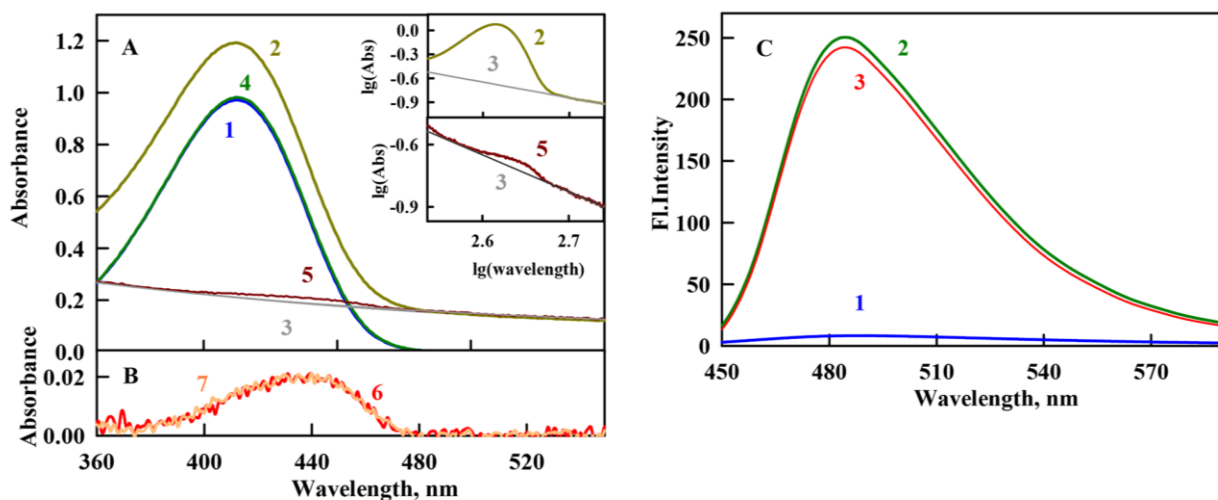 A
B
C
Absorbance
1.2
1.0
0.8
0.6
0.4
0.2
0.0
1
2
3
4
5
lg(Abs)
0.0
-0.3
-0.6
-0.9
2
3
lg(Abs)
-0.6
-0.9
5
3
2.6 2.7
lg(wavelength)
Absorbance
0.02
0.00
7
6
360 400 440 480 520
Wavelength, nm
Fl.Intensity
250
200
150
100
50
0
2
3
1
450 480 510 540 570
Wavelength, nm